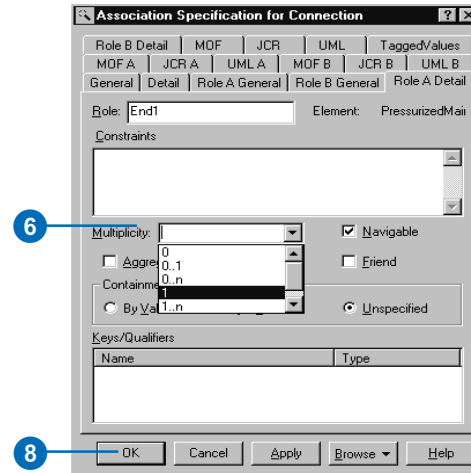 Association Specification for Connection
Role B Detail MOF JCR UML TaggedValues
MOF A JCR A UML A MOF B JCR B UML B
General Detail Role A General Role B General Role A Detail
Role: End1 Element: PressurizedMai
Constraints
6 Multiplicity: Navigable
0
Aggre 0..1 Friend
0..n
Containme 1
By Val 1..n Unspecified
Keys/Qualifiers
Name Type
8 OK Cancel Apply Browse Help